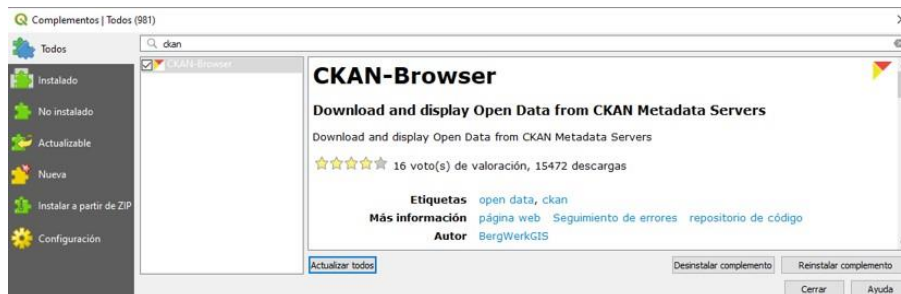 Complementos | Todos (981)
Todos
Instalado
No instalado
Actualizable
Nueva
Instalar a partir de ZIP
Configuración
ckan
CKAN-Browser
CKAN-Browser
Download and display Open Data from CKAN Metadata Servers
Download and display Open Data from CKAN Metadata Servers
16 voto(s) de valoración, 15472 descargas
Etiquetas open data, ckan
Más información página web Seguimiento de errores repositorio de código
Autor BergWerkGIS
Actualizar todos Desinstalar complemento Reinstalar complemento
Cerrar Ayuda